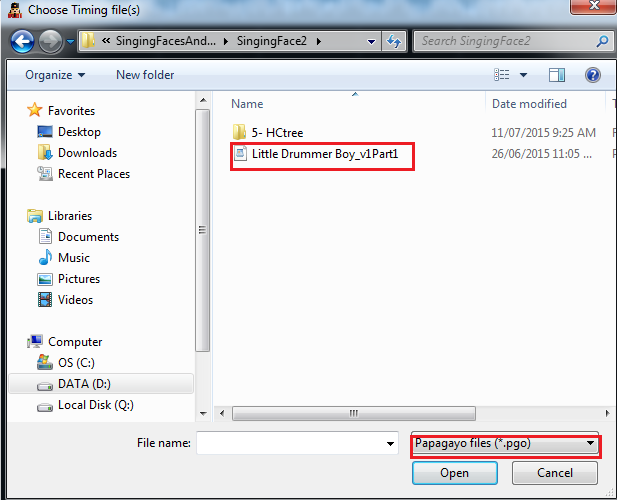 Choose Timing file(s)
« SingingFacesAnd... ▸ SingingFace2 ▸
Search SingingFace2
Organize
New folder
Name
Date modified
T
Favorites
Desktop
Downloads
Recent Places
Libraries
Documents
Music
Pictures
Videos
Computer
OS (C:)
DATA (D:)
Local Disk (Q:)
5- HCtree
11/07/2015 9:25 AM
F
Little Drummer Boy_v1Part1
26/06/2015 11:05 ...
P
File name:
Papagayo files (*.pgo)
Open
Cancel